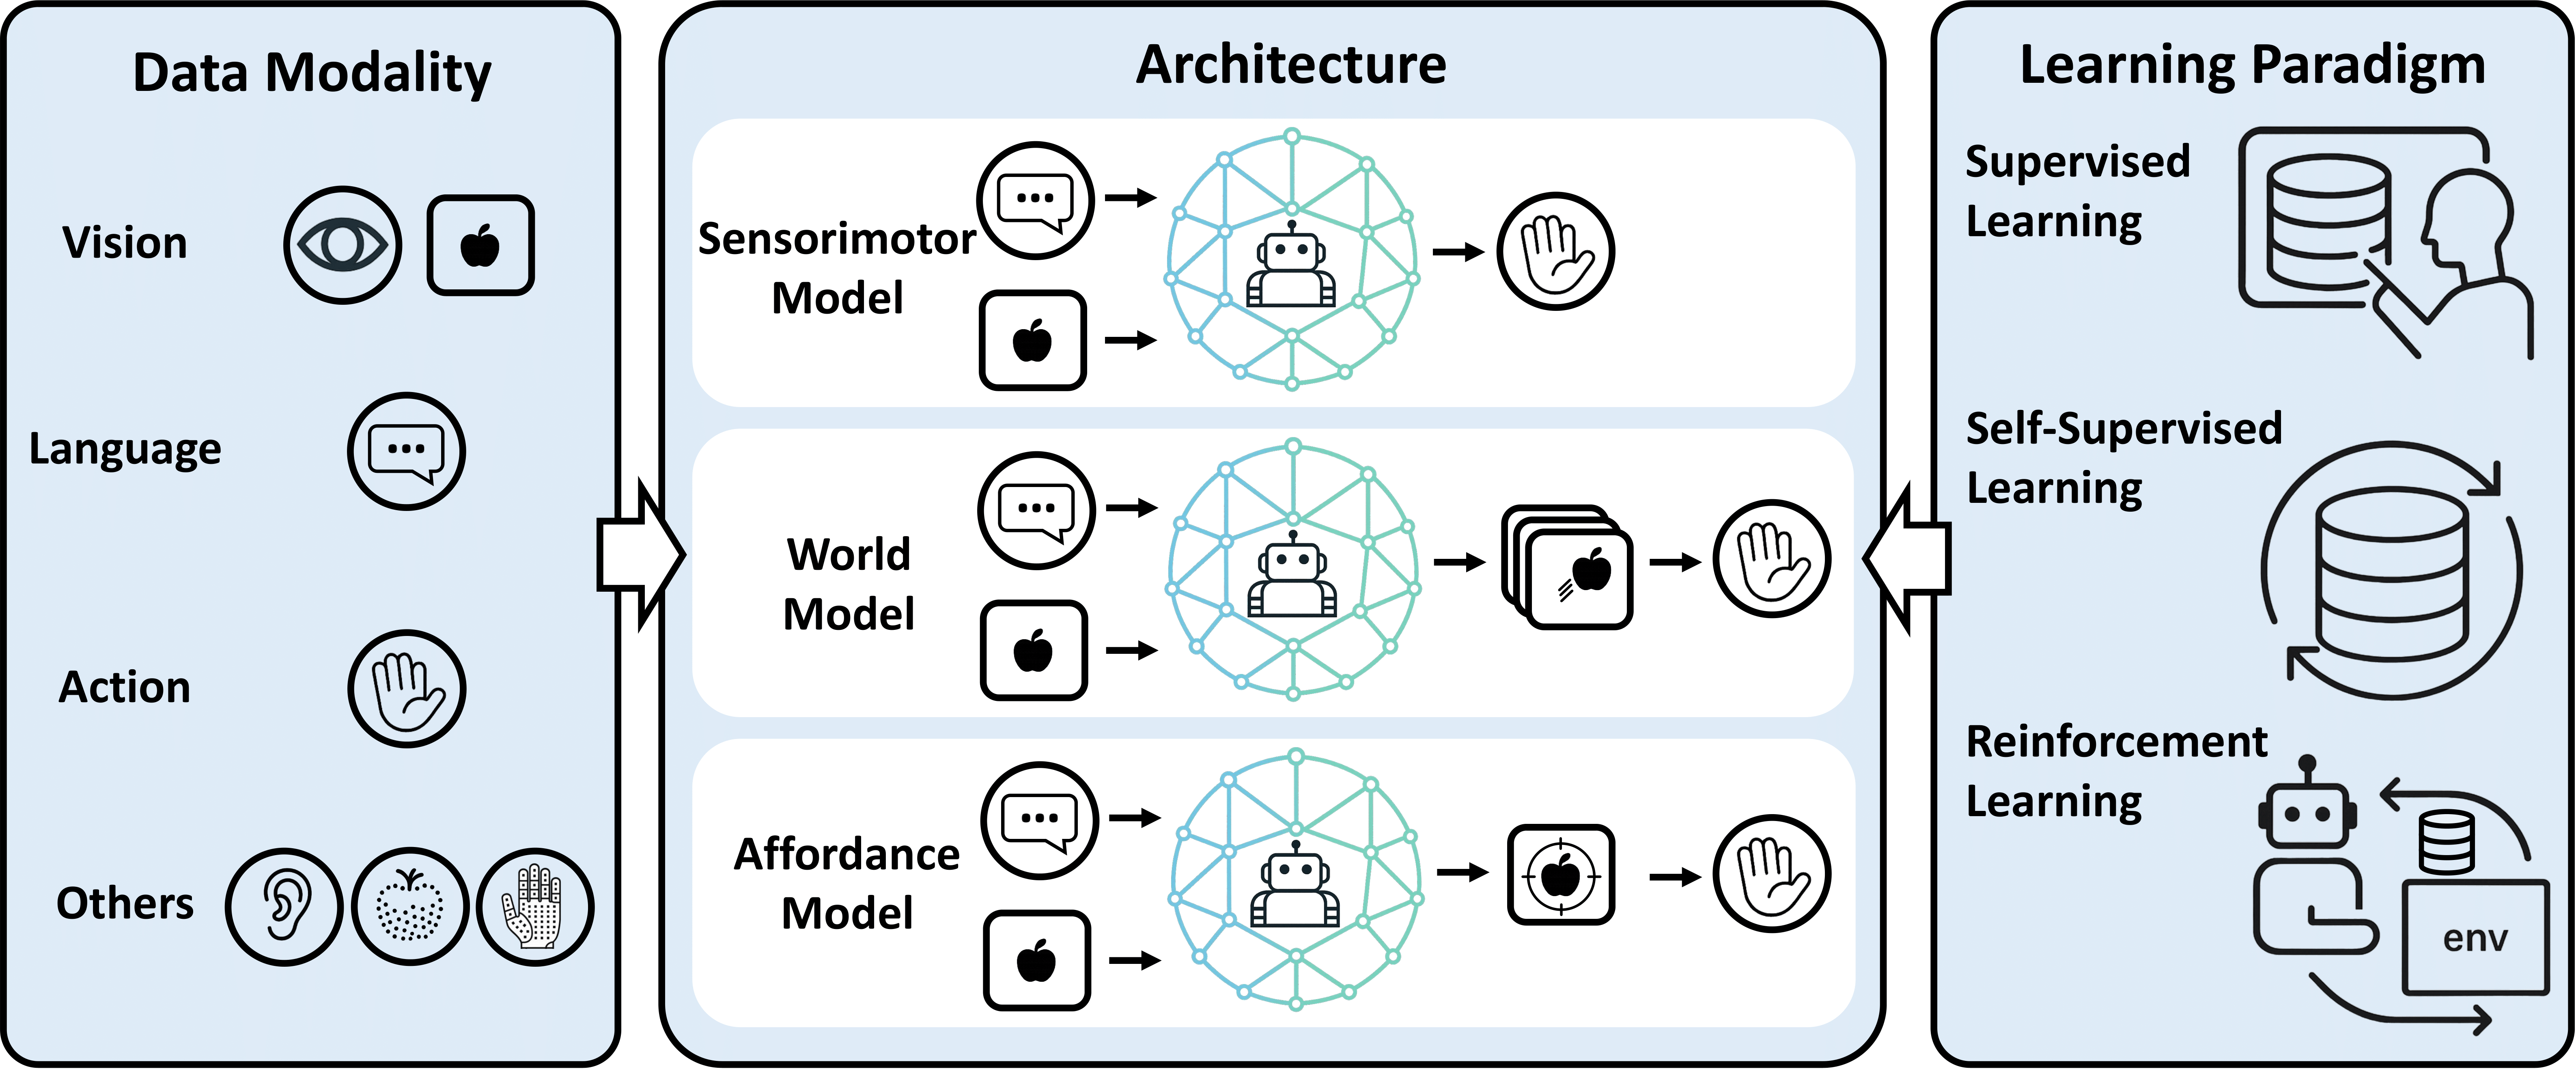 Data Modality
Vision
Language
Action
Others
Architecture
Sensorimotor
Model
World
Model
Affordance
Model
Learning Paradigm
Supervised
Learning
Self-Supervised
Learning
Reinforcement
Learning
env